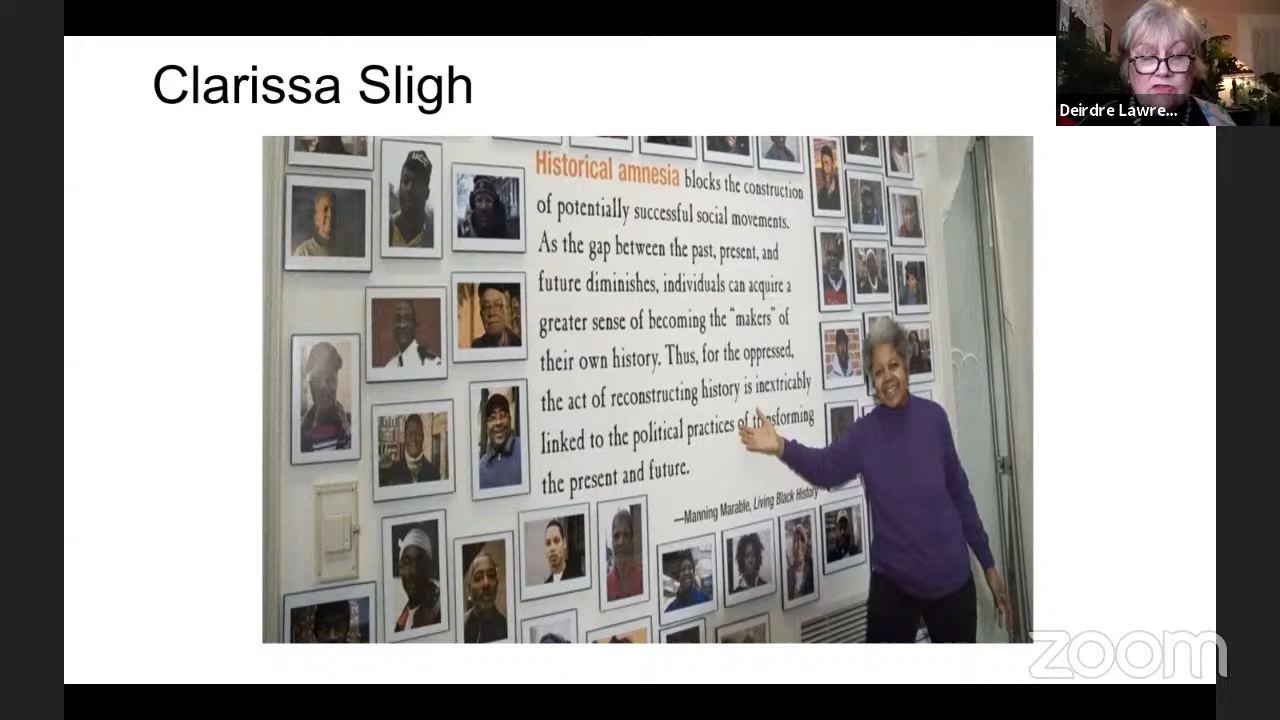 Clarissa Sligh
Deirdre Lawre...
Historical amnesia blocks the construction
of potentially successful social movements.
As the gap between the past, present, and
future diminishes, individuals can acquire a
greater sense of becoming the “makers” of
their own history. Thus, for the oppressed,
the act of reconstructing history is inextricably
linked to the political practices of transforming
the present and future.
—Manning Marable, Living Black History
UCC
zoom